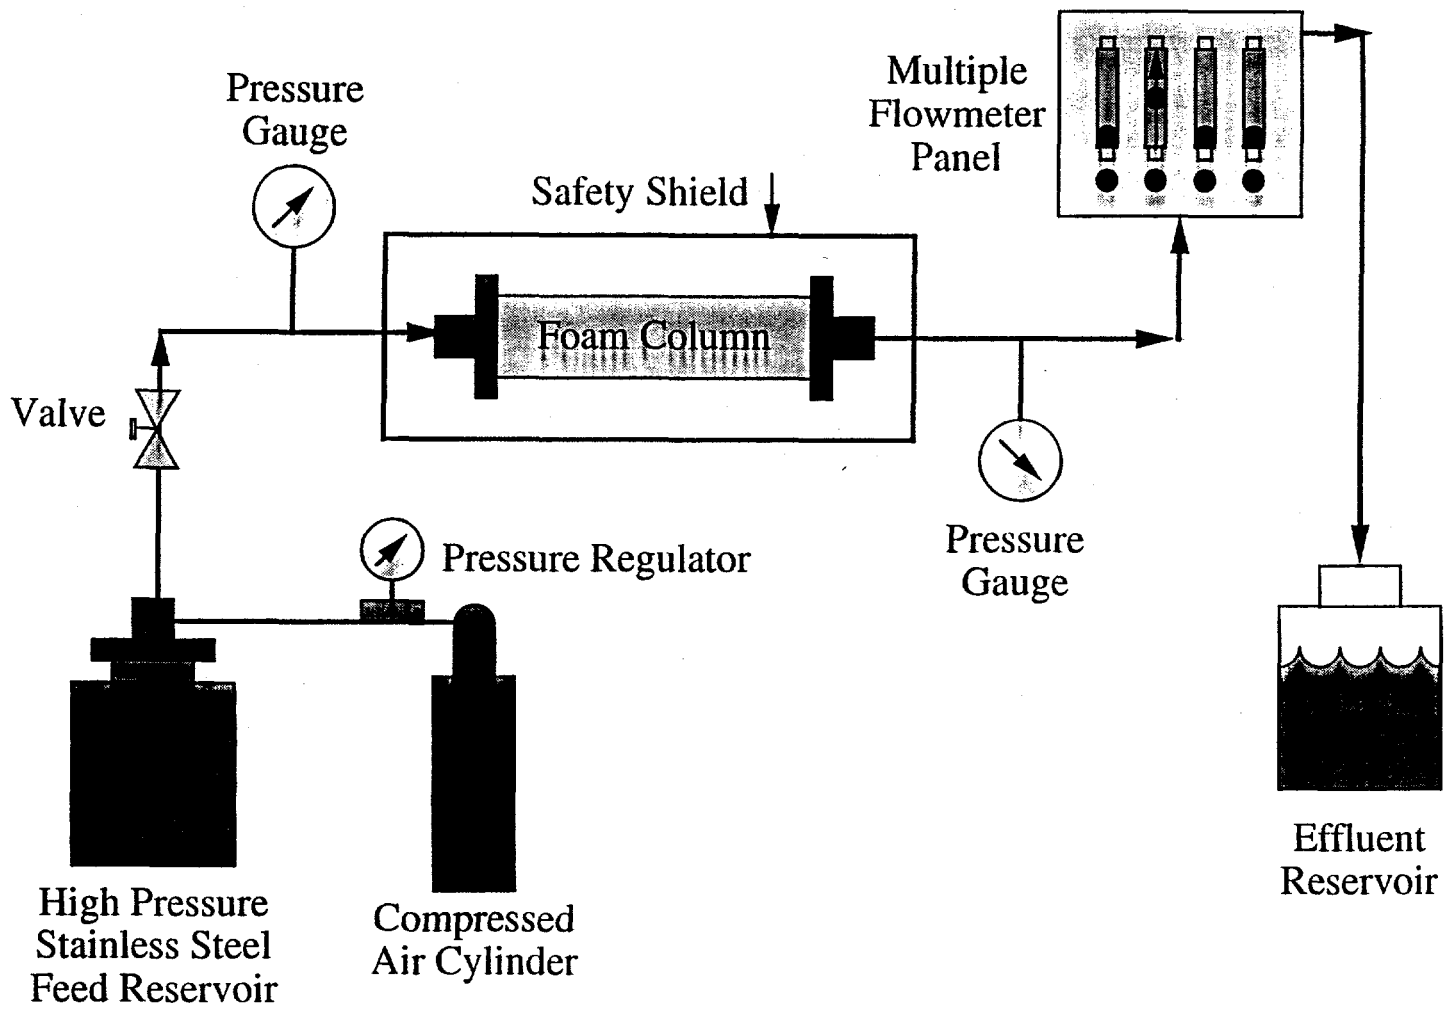 Pressure
Gauge
Multiple
Flowmeter
Panel
Safety Shield
Foam Column
Valve
Pressure Regulator
Pressure
Gauge
Effluent
Reservoir
High Pressure
Stainless Steel
Feed Reservoir
Compressed
Air Cylinder